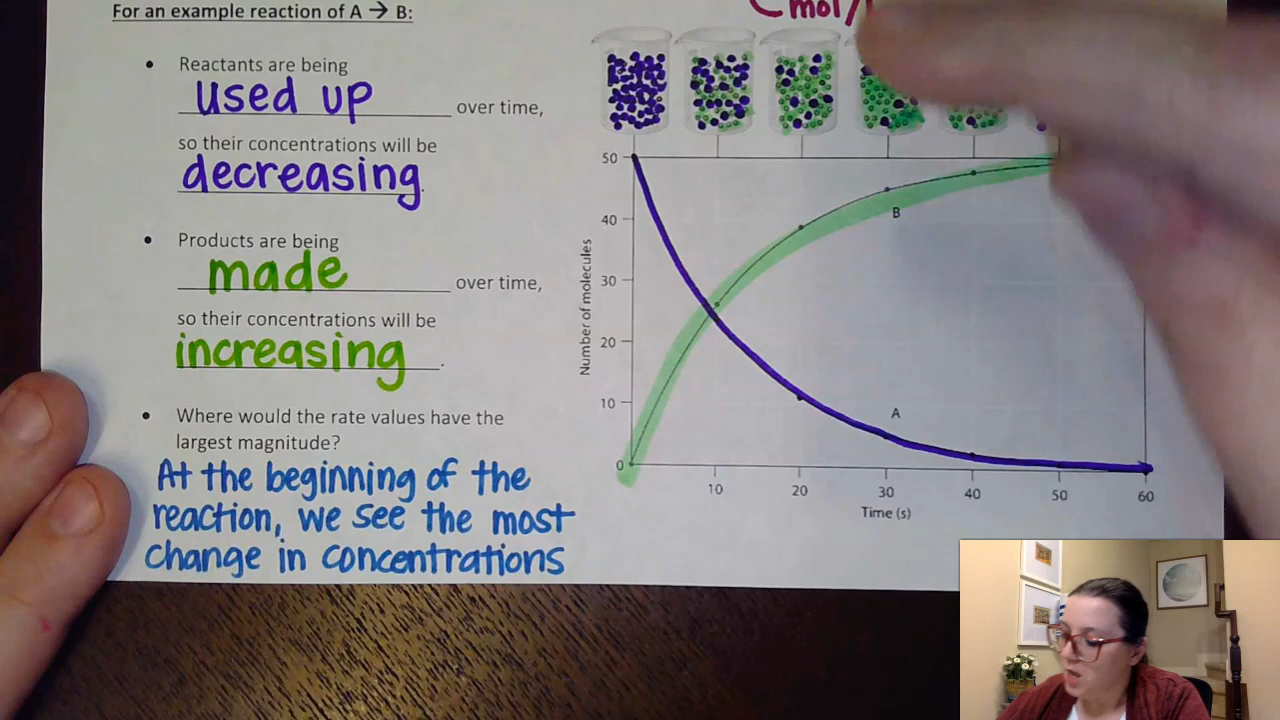 For an example reaction of A → B:
C mol/
• Reactants are being
used up over time,
so their concentrations will be
decreasing.
• Products are being
made over time,
so their concentrations will be
increasing.
• Where would the rate values have the
largest magnitude?
At the beginning of the
reaction, we see the most
change in concentrations
Number of molecules
50
40
30
20
10
0
B
A
10 20 30 40 50 60
Time (s)